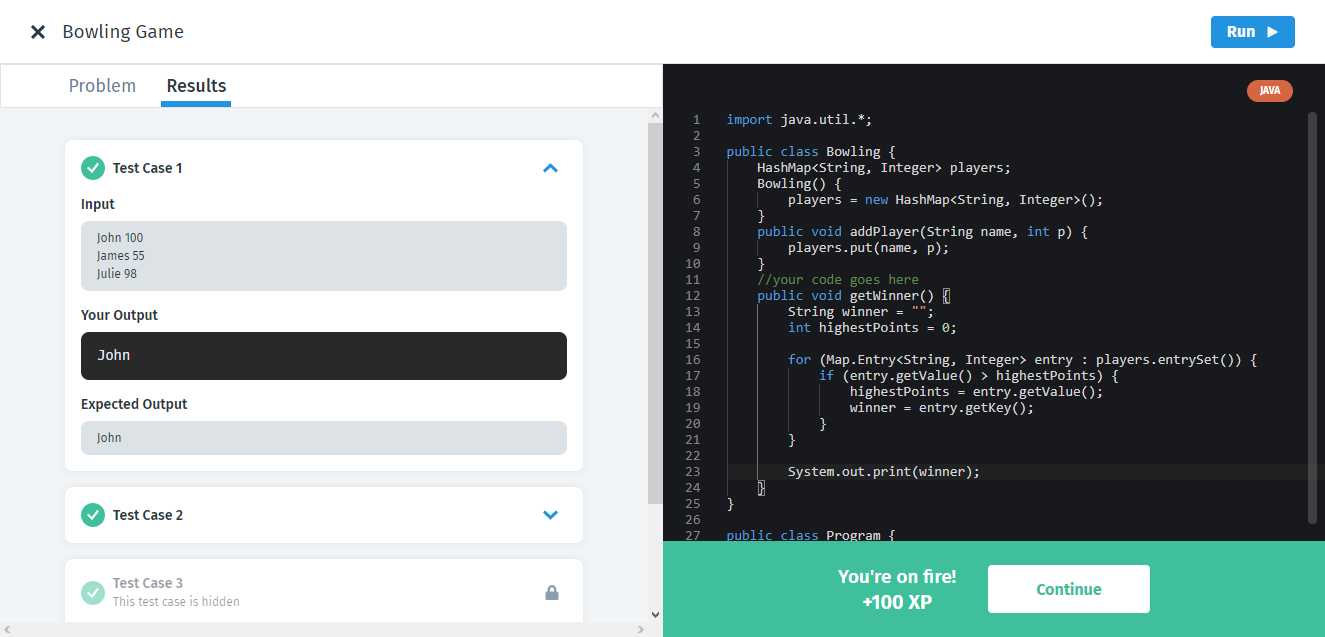 Bowling Game
Run
Problem
Results
Test Case 1
Input
John 100
James 55
Julie 98
Your Output
John
Expected Output
John
Test Case 2
Test Case 3
This test case is hidden
JAVA
1 import java.util.*;
2
3 public class Bowling {
4     HashMap<String, Integer> players;
5     Bowling() {
6         players = new HashMap<String, Integer>();
7     }
8     public void addPlayer(String name, int p) {
9         players.put(name, p);
10     }
11     //your code goes here
12     public void getWinner() {
13         String winner = "";
14         int highestPoints = 0;
15
16         for (Map.Entry<String, Integer> entry : players.entrySet()) {
17             if (entry.getValue() > highestPoints) {
18                 highestPoints = entry.getValue();
19                 winner = entry.getKey();
20             }
21         }
22
23         System.out.print(winner);
24     }
25 }
26
27 public class Program {
You're on fire!
+100 XP
Continue